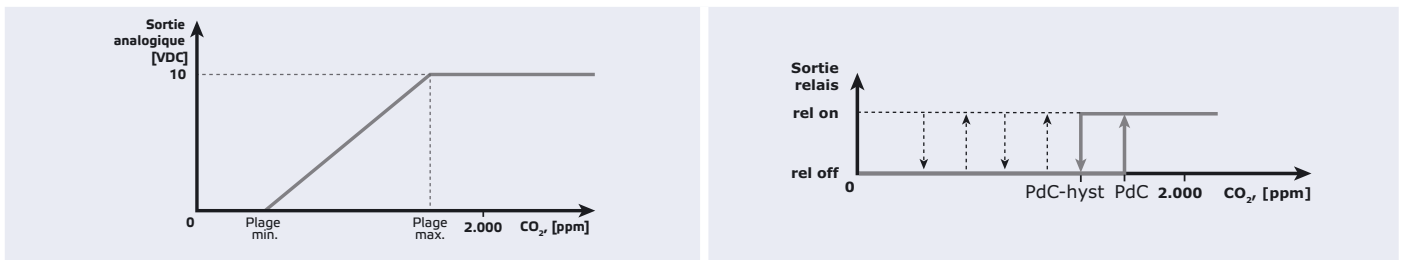 Sortie
analogique
[VDC]
10
0
Plage
min.
Plage
max.
2.000
CO₂, [ppm]
Sortie
relais
rel on
rel off
0
PdC-hyst
PdC
2.000
CO₂, [ppm]